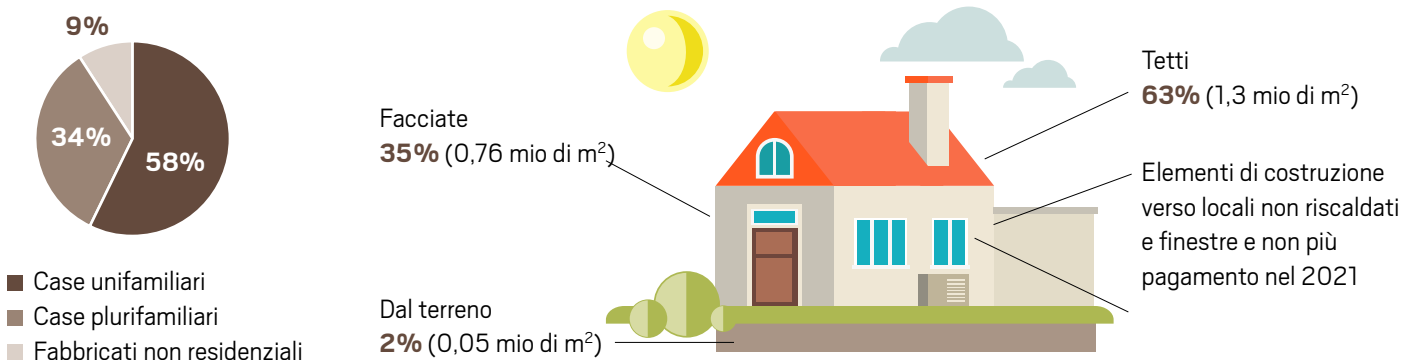 9%
34%
58%
Case unifamiliari
Case plurifamiliari
Fabbricati non residenziali
Facciate
35% (0,76 mio di m²)
Dal terreno
2% (0,05 mio di m²)
Tetti
63% (1,3 mio di m²)
Elementi di costruzione
verso locali non riscaldati
e finestre e non più
pagamento nel 2021